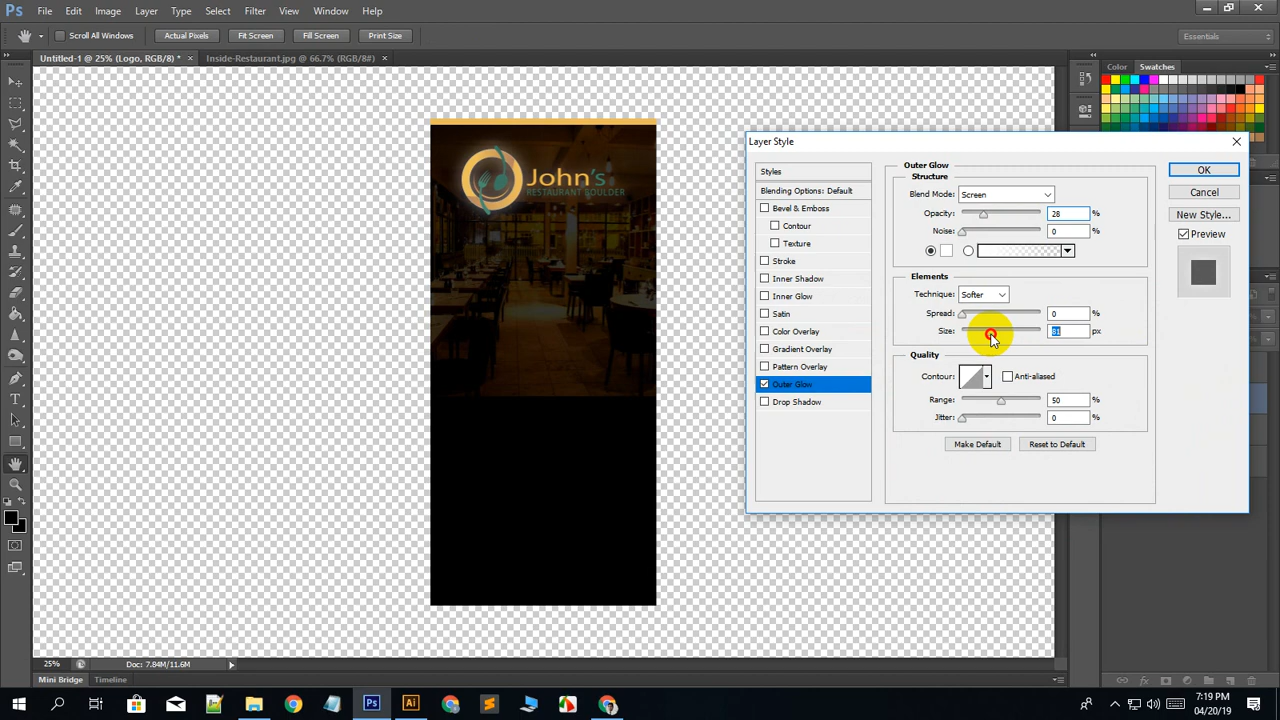 Ps File Edit Image Layer Type Select Filter View Window Help
Scroll All Windows Actual Pixels Fit Screen Fill Screen Print Size Essentials
Untitled-1 @ 25% (Logo, RGB/8) * × Inside-Restaurant.jpg @ 66.7% (RGB/8#) ×
Color Swatches
John's
RESTAURANT BOULDER
Layer Style
Styles
Blending Options: Default
Bevel & Emboss
Contour
Texture
Stroke
Inner Shadow
Inner Glow
Satin
Color Overlay
Gradient Overlay
Pattern Overlay
Outer Glow
Drop Shadow
Outer Glow
Structure
Blend Mode: Screen
Opacity: 28 %
Noise: 0 %
Elements
Technique: Softer
Spread: 0 %
Size: 81 px
Quality
Contour: Anti-aliased
Range: 50 %
Jitter: 0 %
Make Default Reset to Default
OK
Cancel
New Style...
Preview
25% Doc: 7.84M/11.6M
Mini Bridge Timeline
Ps Ai
7:19 PM
04/20/19